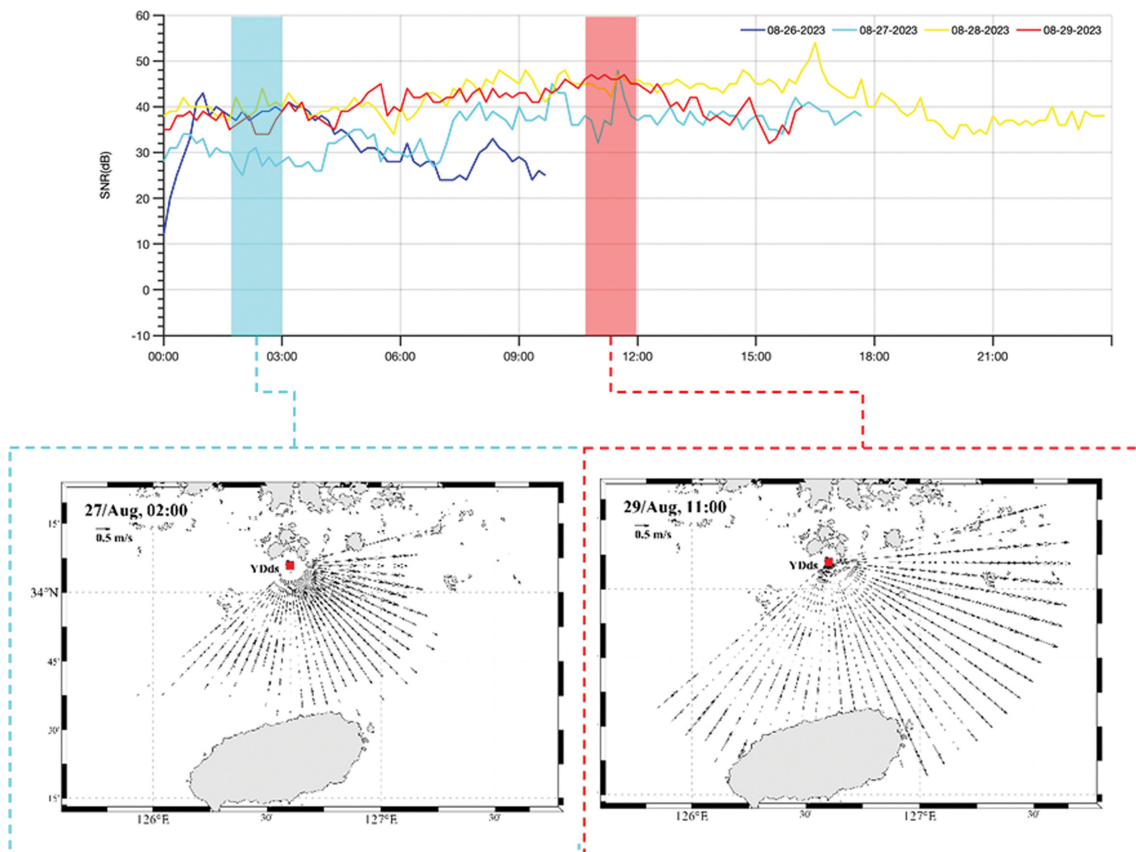 60
50
40
30
20
10
0
-10
SNR(dB)
08-26-2023 08-27-2023 08-28-2023 08-29-2023
00:00 03:00 06:00 09:00 12:00 15:00 18:00 21:00
27/Aug, 02:00
0.5 m/s
YDds
15'
34°N
45'
30'
15'
126°E 30' 127°E 30'
29/Aug, 11:00
0.5 m/s
YDds
126°E 30' 127°E 30'